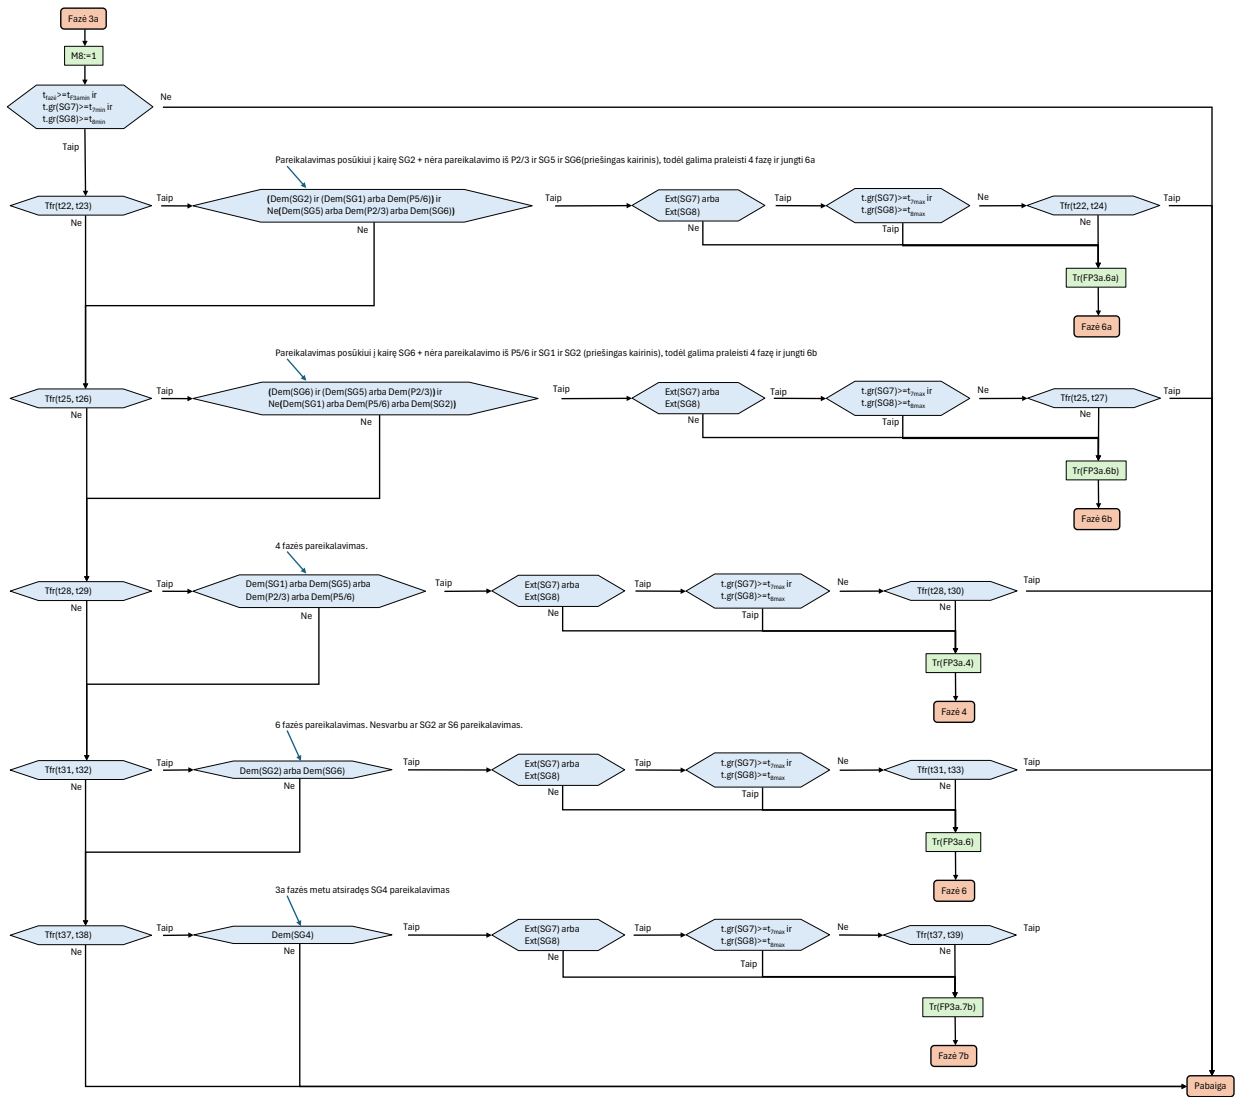 Fazė 3a
M8:=1
t_fazė>=t_F3amin ir
t.gr(SG7)>=t_7min ir
t.gr(SG8)>=t_8min
Ne
Taip
Pareikalavimas posūkiui į kairę SG2 + nėra pareikalavimo iš P2/3 ir SG5 ir SG6(priešingas kairinis), todėl galima praleisti 4 fazę ir jungti 6a
Tfr(t22, t23)
Taip
(Dem(SG2) ir (Dem(SG1) arba Dem(P5/6)) ir
Ne(Dem(SG5) arba Dem(P2/3) arba Dem(SG6))
Taip
Ext(SG7) arba
Ext(SG8)
Taip
t.gr(SG7)>=t_7max ir
t.gr(SG8)>=t_8max
Ne
Tfr(t22, t24)
Taip
Ne
Ne
Ne
Taip
Ne
Tr(FP3a.6a)
Fazė 6a
Pareikalavimas posūkiui į kairę SG6 + nėra pareikalavimo iš P5/6 ir SG1 ir SG2 (priešingas kairinis), todėl galima praleisti 4 fazę ir jungti 6b
Tfr(t25, t26)
Taip
(Dem(SG6) ir (Dem(SG5) arba Dem(P2/3)) ir
Ne(Dem(SG1) arba Dem(P5/6) arba Dem(SG2))
Taip
Ext(SG7) arba
Ext(SG8)
Taip
t.gr(SG7)>=t_7max ir
t.gr(SG8)>=t_8max
Ne
Tfr(t25, t27)
Taip
Ne
Ne
Ne
Taip
Ne
Tr(FP3a.6b)
Fazė 6b
4 fazės pareikalavimas.
Tfr(t28, t29)
Taip
Dem(SG1) arba Dem(SG5) arba
Dem(P2/3) arba Dem(P5/6)
Taip
Ext(SG7) arba
Ext(SG8)
Taip
t.gr(SG7)>=t_7max ir
t.gr(SG8)>=t_8max
Ne
Tfr(t28, t30)
Taip
Ne
Ne
Ne
Taip
Ne
Tr(FP3a.4)
Fazė 4
6 fazės pareikalavimas. Nesvarbu ar SG2 ar S6 pareikalavimas.
Tfr(t31, t32)
Taip
Dem(SG2) arba Dem(SG6)
Taip
Ext(SG7) arba
Ext(SG8)
Taip
t.gr(SG7)>=t_7max ir
t.gr(SG8)>=t_8max
Ne
Tfr(t31, t33)
Taip
Ne
Ne
Ne
Taip
Ne
Tr(FP3a.6)
Fazė 6
3a fazės metu atsiradęs SG4 pareikalavimas
Tfr(t37, t38)
Taip
Dem(SG4)
Taip
Ext(SG7) arba
Ext(SG8)
Taip
t.gr(SG7)>=t_7max ir
t.gr(SG8)>=t_8max
Ne
Tfr(t37, t39)
Taip
Ne
Ne
Ne
Taip
Ne
Tr(FP3a.7b)
Fazė 7b
Pabaiga